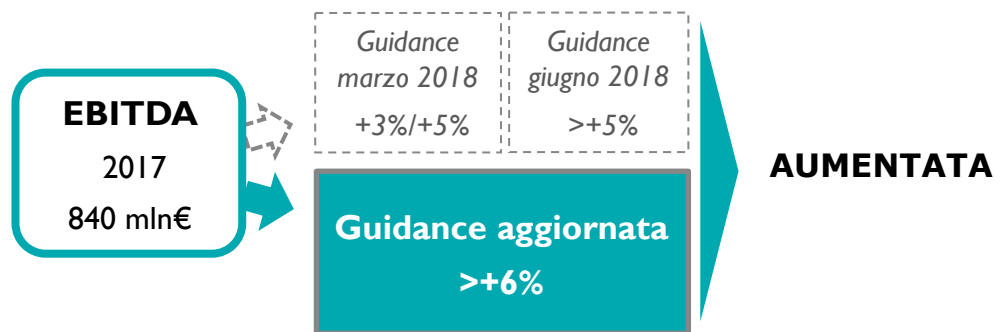 EBITDA
2017
840 mln€
Guidance
marzo 2018
+3%/+5%
Guidance
giugno 2018
>+5%
Guidance aggiornata
>+6%
AUMENTATA